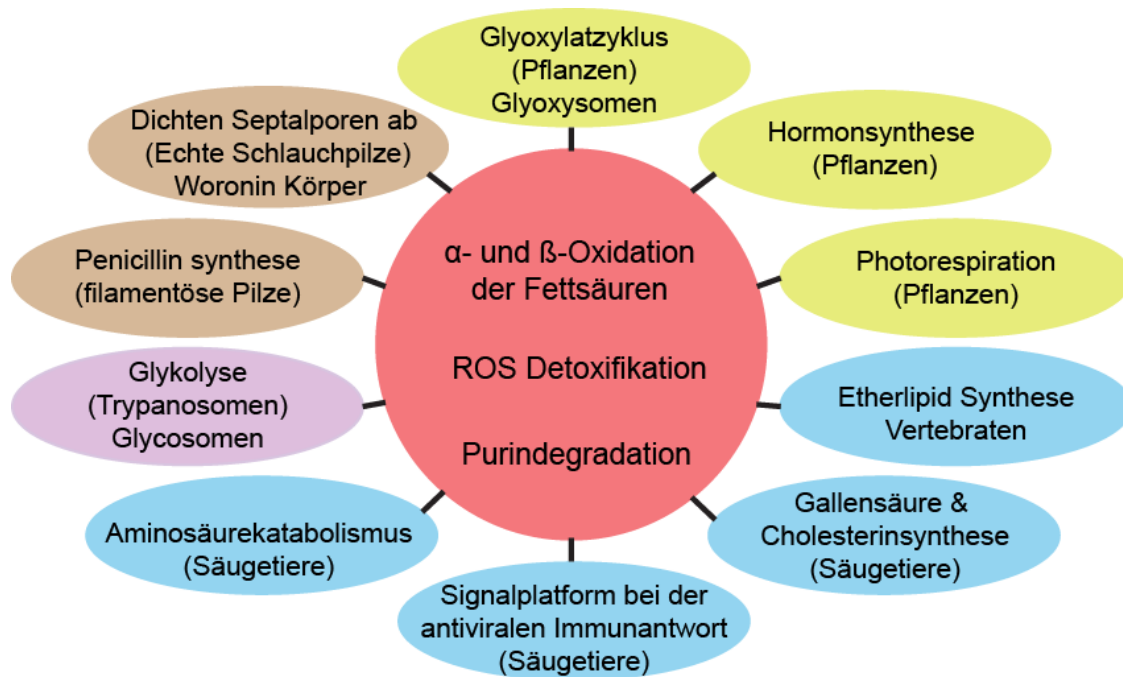 Glyoxylatzyklus
(Pflanzen)
Glyoxysomen
Hormonsynthese
(Pflanzen)
Photorespiration
(Pflanzen)
Etherlipid Synthese
Vertebraten
Gallensäure &
Cholesterinsynthese
(Säugetiere)
Signalplatform bei der
antiviralen Immunantwort
(Säugetiere)
Aminosäurekatabolismus
(Säugetiere)
Glykolyse
(Trypanosomen)
Glycosomen
Penicillin synthese
(filamentöse Pilze)
Dichten Septalporen ab
(Echte Schlauchpilze)
Woronin Körper
α- und ß-Oxidation
der Fettsäuren
ROS Detoxifikation
Purindegradation